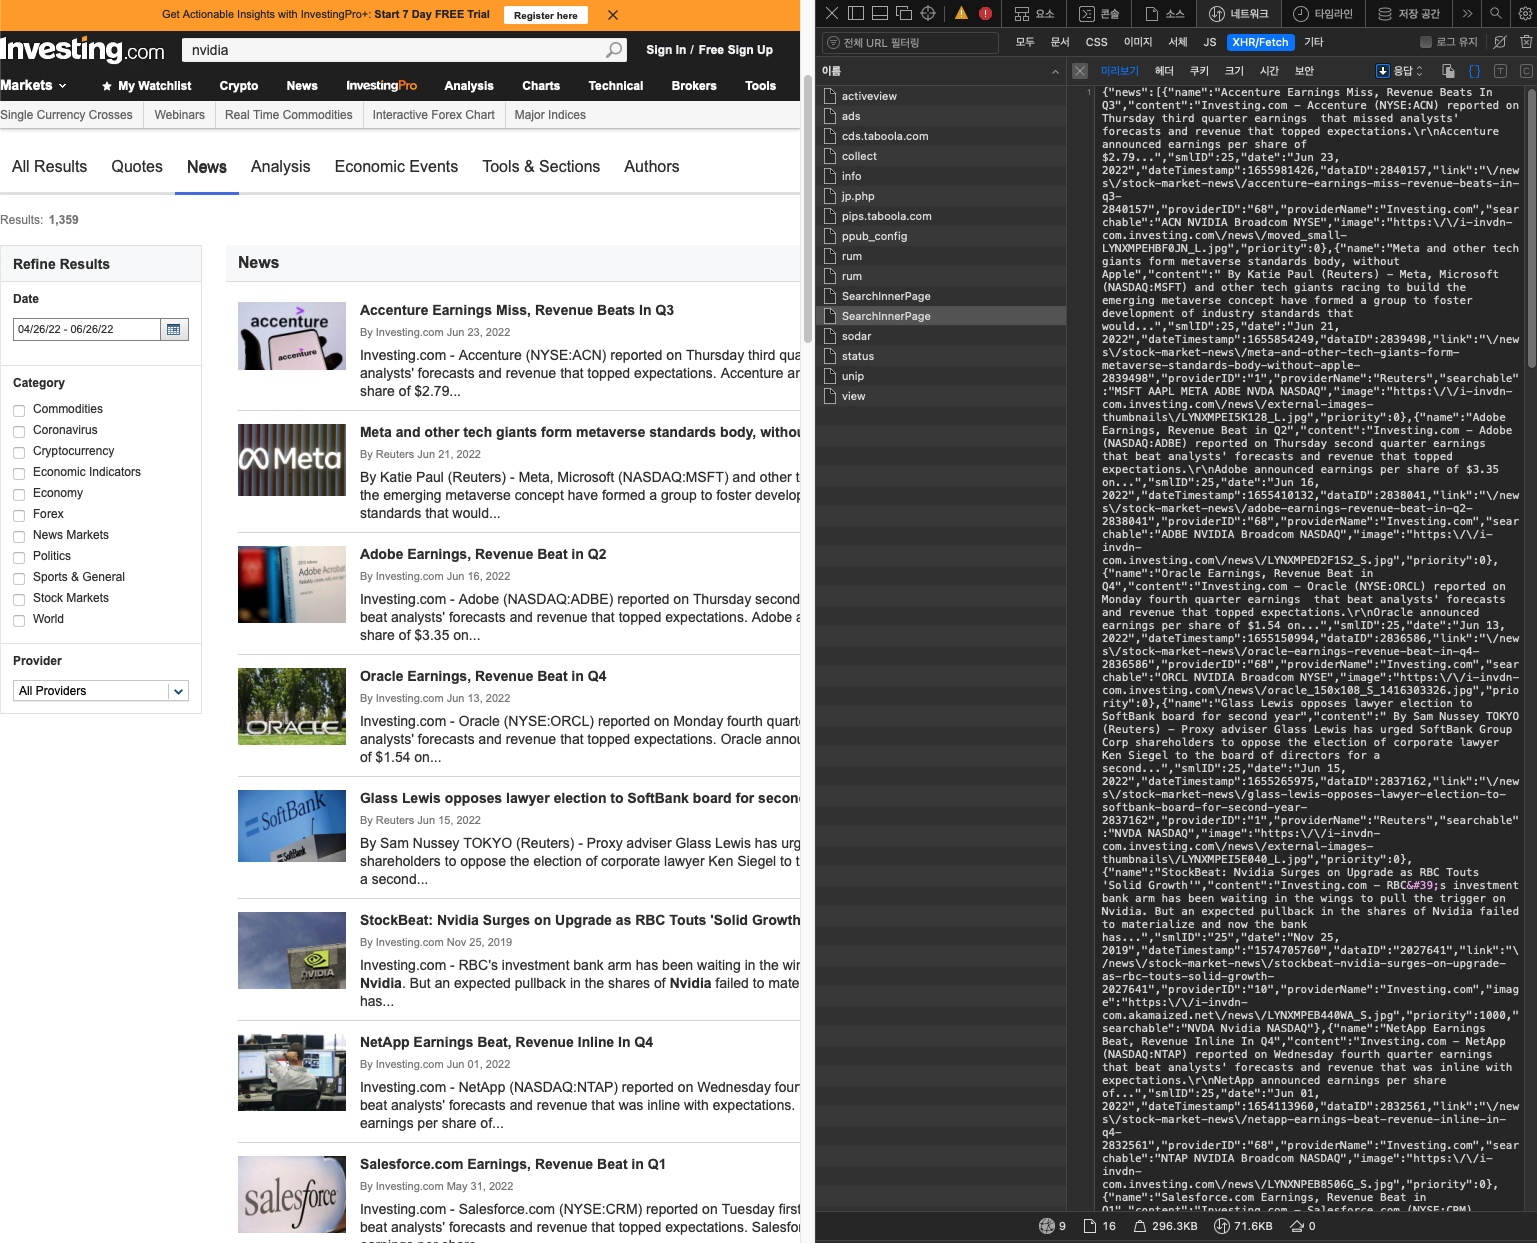 Get Actionable Insights with InvestingPro+: Start 7 Day FREE Trial
Register here
Investing.com
nvidia
Sign In / Free Sign Up
Markets
★ My Watchlist
Crypto
News
InvestingPro
Analysis
Charts
Technical
Brokers
Tools
Single Currency Crosses
Webinars
Real Time Commodities
Interactive Forex Chart
Major Indices
All Results
Quotes
News
Analysis
Economic Events
Tools & Sections
Authors
Results: 1,359
Refine Results
Date
04/26/22 - 06/26/22
Category
Commodities
Coronavirus
Cryptocurrency
Economic Indicators
Economy
Forex
News Markets
Politics
Sports & General
Stock Markets
World
Provider
All Providers
News
accenture
accenture
Accenture Earnings Miss, Revenue Beats In Q3
By Investing.com Jun 23, 2022
Investing.com - Accenture (NYSE:ACN) reported on Thursday third qua
analysts' forecasts and revenue that topped expectations. Accenture an
share of $2.79...
Meta
Meta and other tech giants form metaverse standards body, withou
By Reuters Jun 21, 2022
By Katie Paul (Reuters) - Meta, Microsoft (NASDAQ:MSFT) and other t
the emerging metaverse concept have formed a group to foster develop
standards that would...
Adobe Acrobat
Adobe Earnings, Revenue Beat in Q2
By Investing.com Jun 16, 2022
Investing.com - Adobe (NASDAQ:ADBE) reported on Thursday second
beat analysts' forecasts and revenue that topped expectations. Adobe a
share of $3.35 on...
ORACLE
Oracle Earnings, Revenue Beat in Q4
By Investing.com Jun 13, 2022
Investing.com - Oracle (NYSE:ORCL) reported on Monday fourth quarte
analysts' forecasts and revenue that topped expectations. Oracle annou
of $1.54 on...
SoftBank
SoftBank
Glass Lewis opposes lawyer election to SoftBank board for secon
By Reuters Jun 15, 2022
By Sam Nussey TOKYO (Reuters) - Proxy adviser Glass Lewis has urg
shareholders to oppose the election of corporate lawyer Ken Siegel to t
a second...
NVIDIA
StockBeat: Nvidia Surges on Upgrade as RBC Touts 'Solid Growth
By Investing.com Nov 25, 2019
Investing.com - RBC's investment bank arm has been waiting in the win
Nvidia. But an expected pullback in the shares of Nvidia failed to mate
has...
NetApp Earnings Beat, Revenue Inline In Q4
By Investing.com Jun 01, 2022
Investing.com - NetApp (NASDAQ:NTAP) reported on Wednesday four
beat analysts' forecasts and revenue that was inline with expectations.
earnings per share of...
salesforce
Salesforce.com Earnings, Revenue Beat in Q1
By Investing.com May 31, 2022
Investing.com - Salesforce.com (NYSE:CRM) reported on Tuesday first
beat analysts' forecasts and revenue that topped expectations. Salesfor
earnings per share
요소
콘솔
소스
네트워크
타임라인
저장 공간
전체 URL 필터링
모두
문서
CSS
이미지
서체
JS
XHR/Fetch
기타
로그 유지
이름
미리보기
헤더
쿠키
크기
시간
보안
응답
activeview
ads
cds.taboola.com
collect
info
jp.php
pips.taboola.com
ppub_config
rum
rum
SearchInnerPage
SearchInnerPage
sodar
status
unip
view
1
{"news":[{"name":"Accenture Earnings Miss, Revenue Beats In
Q3","content":"Investing.com - Accenture (NYSE:ACN) reported on
Thursday third quarter earnings  that missed analysts'
forecasts and revenue that topped expectations.\r\nAccenture
announced earnings per share of
$2.79...","smlID":25,"date":"Jun 23,
2022","dateTimestamp":1655981426,"dataID":2840157,"link":"\/new
s\/stock-market-news\/accenture-earnings-miss-revenue-beats-in-
q3-
2840157","providerID":"68","providerName":"Investing.com","sear
chable":"ACN NVIDIA Broadcom NYSE","image":"https:\/\/i-invdn-
com.investing.com\/news\/moved_small-
LYNXMPEHBF0JN_L.jpg","priority":0},{"name":"Meta and other tech
giants form metaverse standards body, without
Apple","content":" By Katie Paul (Reuters) - Meta, Microsoft
(NASDAQ:MSFT) and other tech giants racing to build the
emerging metaverse concept have formed a group to foster
development of industry standards that
would...","smlID":25,"date":"Jun 21,
2022","dateTimestamp":1655854249,"dataID":2839498,"link":"\/new
s\/stock-market-news\/meta-and-other-tech-giants-form-
metaverse-standards-body-without-apple-
2839498","providerID":"1","providerName":"Reuters","searchable"
:"MSFT AAPL META ADBE NVDA NASDAQ","image":"https:\/\/i-invdn-
com.investing.com\/news\/external-images-
thumbnails\/LYNXMPEI5K128_L.jpg","priority":0},{"name":"Adobe
Earnings, Revenue Beat in Q2","content":"Investing.com - Adobe
(NASDAQ:ADBE) reported on Thursday second quarter earnings
that beat analysts' forecasts and revenue that topped
expectations.\r\nAdobe announced earnings per share of $3.35
on...","smlID":25,"date":"Jun 16,
2022","dateTimestamp":1655410132,"dataID":2838041,"link":"\/new
s\/stock-market-news\/adobe-earnings-revenue-beat-in-q2-
2838041","providerID":"68","providerName":"Investing.com","sear
chable":"ADBE NVIDIA Broadcom NASDAQ","image":"https:\/\/i-
invdn-
com.investing.com\/news\/LYNXMPED2F1S2_S.jpg","priority":0},
{"name":"Oracle Earnings, Revenue Beat in
Q4","content":"Investing.com - Oracle (NYSE:ORCL) reported on
Monday fourth quarter earnings  that beat analysts' forecasts
and revenue that topped expectations.\r\nOracle announced
earnings per share of $1.54 on...","smlID":25,"date":"Jun 13,
2022","dateTimestamp":1655150994,"dataID":2836586,"link":"\/new
s\/stock-market-news\/oracle-earnings-revenue-beat-in-q4-
2836586","providerID":"68","providerName":"Investing.com","sear
chable":"ORCL NVIDIA Broadcom NYSE","image":"https:\/\/i-invdn-
com.investing.com\/news\/oracle_150x108_S_1416303326.jpg","prio
rity":0},{"name":"Glass Lewis opposes lawyer election to
SoftBank board for second year","content":" By Sam Nussey TOKYO
(Reuters) - Proxy adviser Glass Lewis has urged SoftBank Group
Corp shareholders to oppose the election of corporate lawyer
Ken Siegel to the board of directors for a
second...","smlID":25,"date":"Jun 15,
2022","dateTimestamp":1655265975,"dataID":2837162,"link":"\/new
s\/stock-market-news\/glass-lewis-opposes-lawyer-election-to-
softbank-board-for-second-year-
2837162","providerID":"1","providerName":"Reuters","searchable"
:"NVDA NASDAQ","image":"https:\/\/i-invdn-
com.investing.com\/news\/external-images-
thumbnails\/LYNXMPEI5E040_L.jpg","priority":0},
{"name":"StockBeat: Nvidia Surges on Upgrade as RBC Touts
'Solid Growth'","content":"Investing.com - RBC&#39;s investment
bank arm has been waiting in the wings to pull the trigger on
Nvidia. But an expected pullback in the shares of Nvidia failed
to materialize and now the bank
has...","smlID":"25","date":"Nov 25,
2019","dateTimestamp":"1574705760","dataID":"2027641","link":"\
/news\/stock-market-news\/stockbeat-nvidia-surges-on-upgrade-
as-rbc-touts-solid-growth-
2027641","providerID":"10","providerName":"Investing.com","imag
e":"https:\/\/i-invdn-
com.akamaized.net\/news\/LYNXMPEB440WA_S.jpg","priority":1000,"
searchable":"NVDA Nvidia NASDAQ"},{"name":"NetApp Earnings
Beat, Revenue Inline In Q4","content":"Investing.com - NetApp
(NASDAQ:NTAP) reported on Wednesday fourth quarter earnings
that beat analysts' forecasts and revenue that was inline with
expectations.\r\nNetApp announced earnings per share
of...","smlID":25,"date":"Jun 01,
2022","dateTimestamp":1654113960,"dataID":2832561,"link":"\/new
s\/stock-market-news\/netapp-earnings-beat-revenue-inline-in-
q4-
2832561","providerID":"68","providerName":"Investing.com","sear
chable":"NTAP NVIDIA Broadcom NASDAQ","image":"https:\/\/i-
invdn-
com.investing.com\/news\/LYNXNPEB8506G_S.jpg","priority":0},
{"name":"Salesforce.com Earnings, Revenue Beat in
Q1","content":"Investing.com - Salesforce.com (NYSE:CRM)
9
16
296.3KB
71.6KB
0